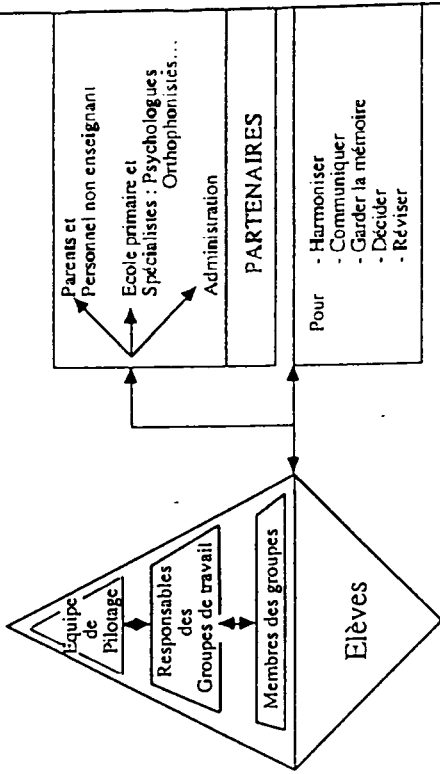 Equipe
de
Pilotage
Responsables
des
Groupes de travail
Membres des groupes
Elèves
Parents et
Personnel non enseignant
Ecole primaire et
Spécialistes : Psychologues
Orthophonistes...
Administration
PARTENAIRES
Pour - Harmoniser
- Communiquer
- Garder la mémoire
- Décider
- Réviser